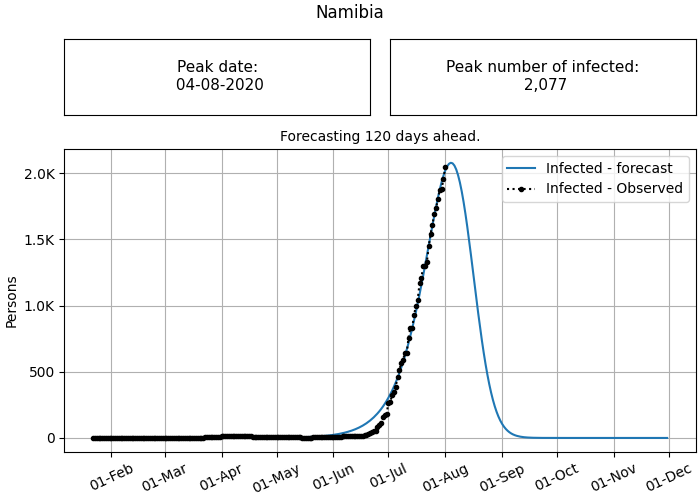 Namibia
Peak date:
04-08-2020
Peak number of infected:
2,077
Forecasting 120 days ahead.
Infected - forecast
Infected - Observed
Persons
2.0K
1.5K
1.0K
500
0
01-Feb
01-Mar
01-Apr
01-May
01-Jun
01-Jul
01-Aug
01-Sep
01-Oct
01-Nov
01-Dec